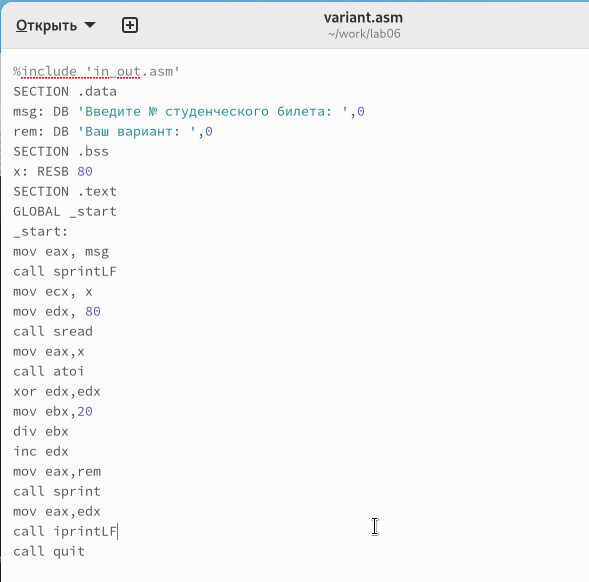 Открыть
variant.asm
~/work/lab06
%include 'in_out.asm'
SECTION .data
msg: DB 'Введите № студенческого билета: ',0
rem: DB 'Ваш вариант: ',0
SECTION .bss
x: RESB 80
SECTION .text
GLOBAL _start
_start:
mov eax, msg
call sprintLF
mov ecx, x
mov edx, 80
call sread
mov eax,x
call atoi
xor edx,edx
mov ebx,20
div ebx
inc edx
mov eax,rem
call sprint
mov eax,edx
call iprintLF
call quit